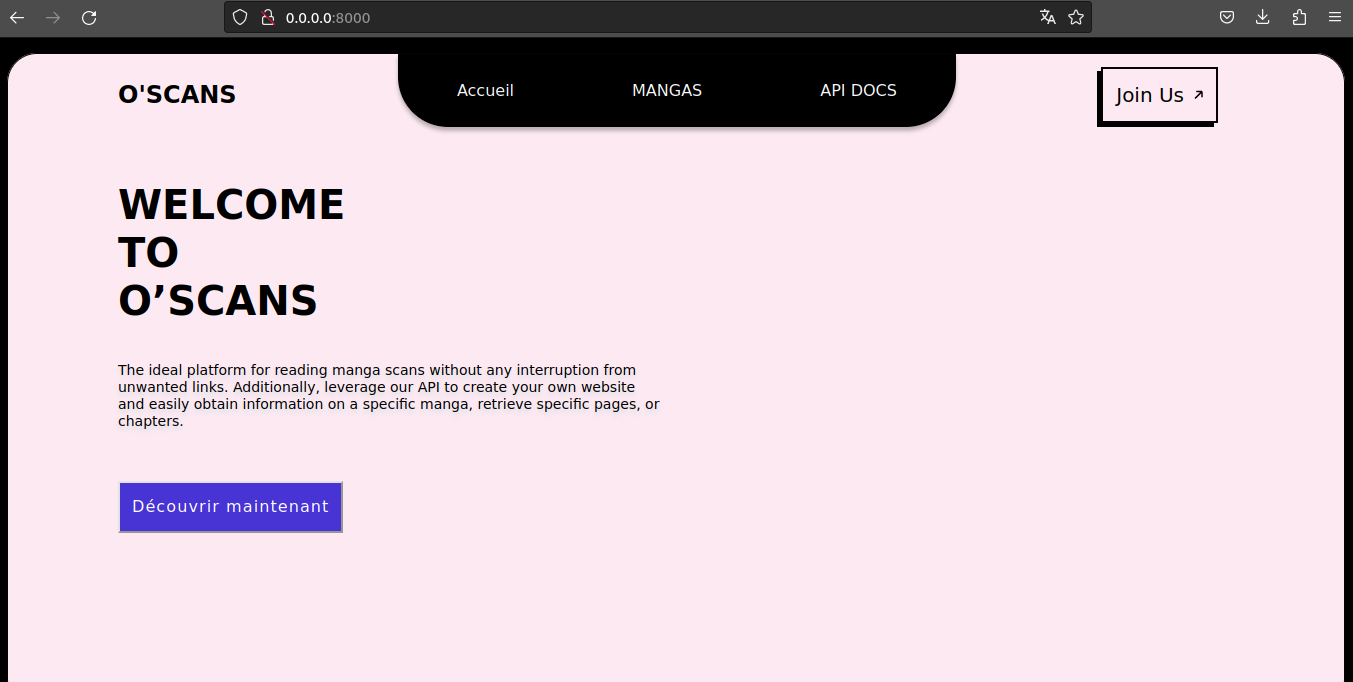 0.0.0.0:8000
O'SCANS
Accueil
MANGAS
API DOCS
Join Us
WELCOME
TO
O’SCANS
The ideal platform for reading manga scans without any interruption from
unwanted links. Additionally, leverage our API to create your own website
and easily obtain information on a specific manga, retrieve specific pages, or
chapters.
Découvrir maintenant